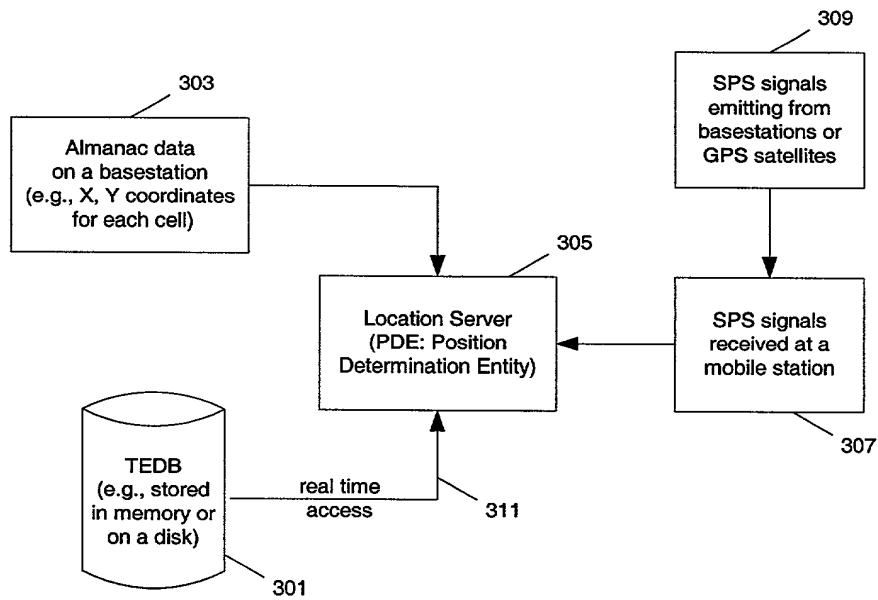 309
SPS signals
emitting from
basestations or
GPS satellites
303
Almanac data
on a basestation
(e.g., X, Y coordinates
for each cell)
305
Location Server
(PDE: Position
Determination Entity)
SPS signals
received at a
mobile station
307
TEDB
(e.g., stored
in memory or
on a disk)
real time
access
311
301